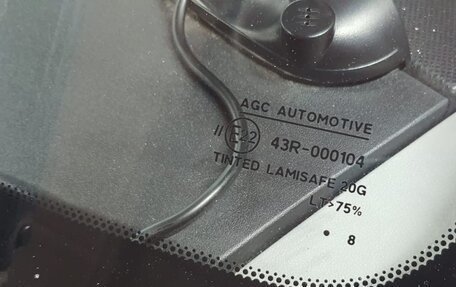 AGC AUTOMOTIVE
// E22 43R-000104
TINTED LAMISAFE 20G
LT>75%
• 8